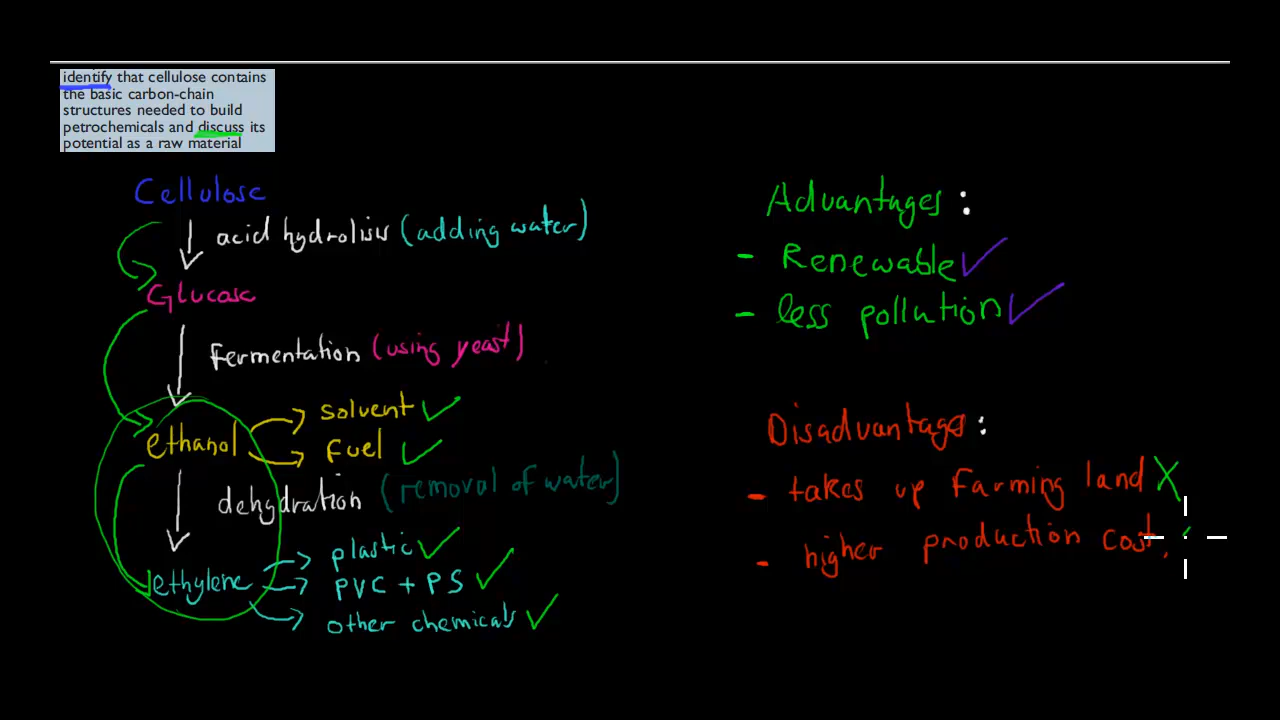 identify that cellulose contains
the basic carbon-chain
structures needed to build
petrochemicals and discuss its
potential as a raw material
Cellulose
acid hydrolisis (adding water)
Glucose
fermentation (using yeast)
ethanol
solvent
fuel
dehydration (removal of water)
ethylene
plastic
PVC + PS
other chemicals
Advantages :
- Renewable
- less pollution
Disadvantages :
- takes up farming land
- higher production cost.